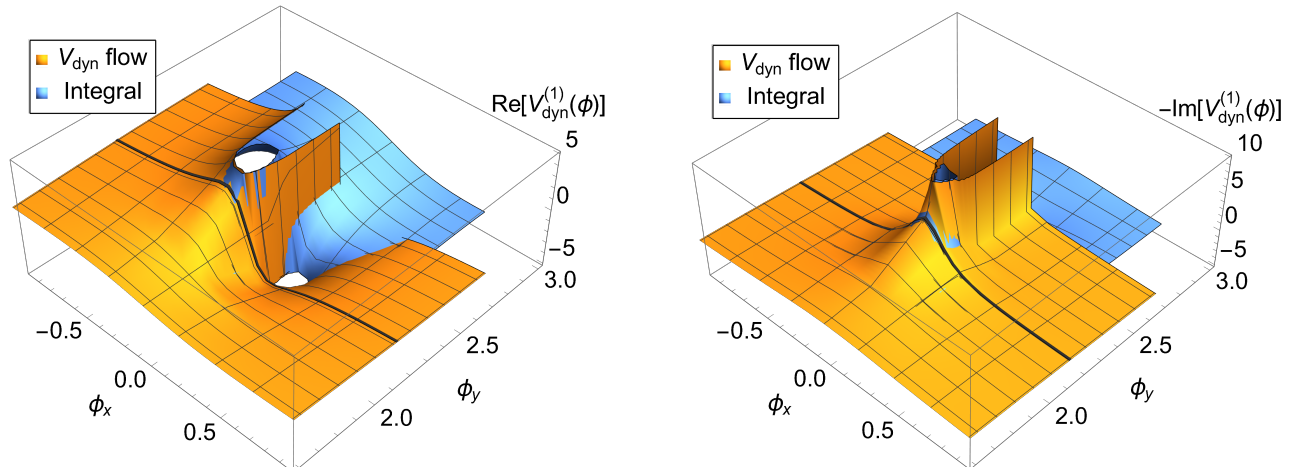 V_dyn flow
Integral
Re[V_dyn^(1)(ϕ)]
5
0
−5
3.0
2.5
2.0
ϕ_y
−0.5
0.0
0.5
ϕ_x
V_dyn flow
Integral
−Im[V_dyn^(1)(ϕ)]
10
5
0
−5
3.0
2.5
2.0
ϕ_y
−0.5
0.0
0.5
ϕ_x